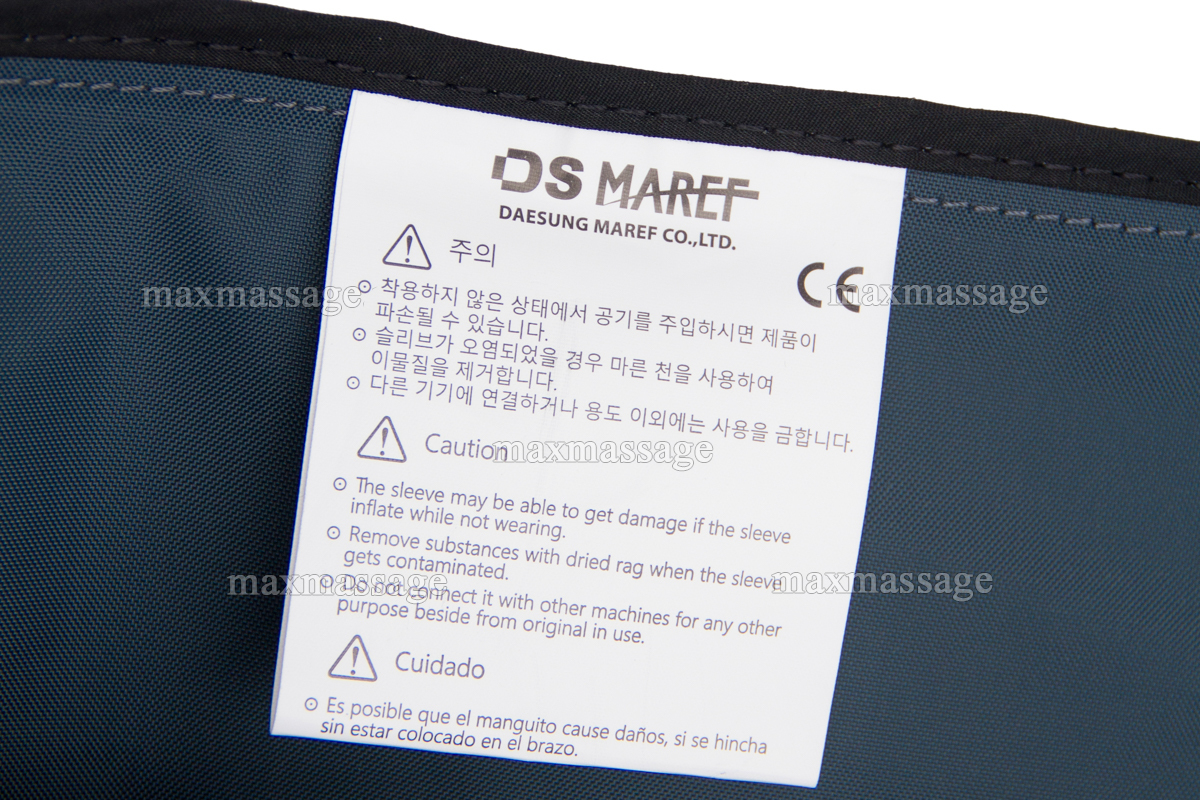 DS MAREF
DAESUNG MAREF CO.,LTD.
CE
주의
⊙ 착용하지 않은 상태에서 공기를 주입하시면 제품이
파손될 수 있습니다.
⊙ 슬리브가 오염되었을 경우 마른 천을 사용하여
이물질을 제거합니다.
⊙ 다른 기기에 연결하거나 용도 이외에는 사용을 금합니다.
Caution
⊙ The sleeve may be able to get damage if the sleeve
inflate while not wearing.
⊙ Remove substances with dried rag when the sleeve
gets contaminated.
⊙ Do not connect it with other machines for any other
purpose beside from original in use.
Cuidado
⊙ Es posible que el manguito cause daños, si se hincha
sin estar colocado en el brazo.
maxmassage
maxmassage
maxmassage
maxmassage
maxmassage